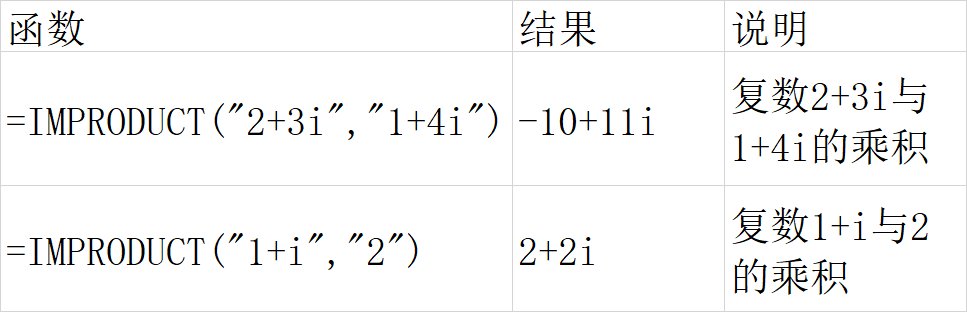 函数 结果 说明
=IMPRODUCT("2+3i","1+4i") -10+11i 复数2+3i与
1+4i的乘积
=IMPRODUCT("1+i","2") 2+2i 复数1+i与2
的乘积